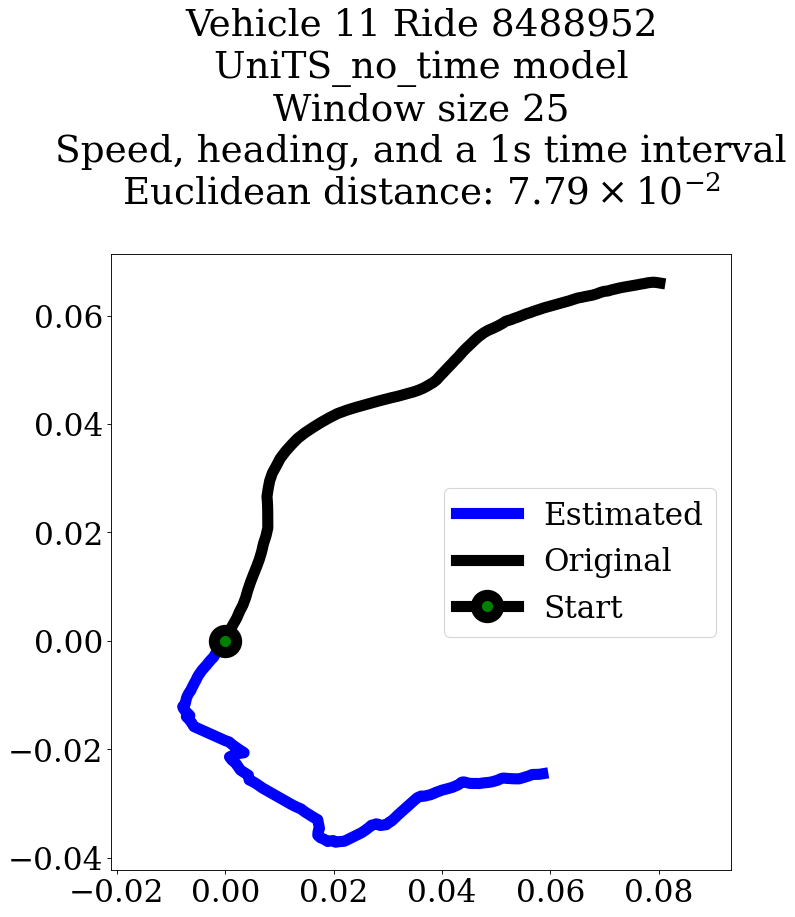 Vehicle 11 Ride 8488952
UniTS_no_time model
Window size 25
Speed, heading, and a 1s time interval
Euclidean distance: 7.79 × 10⁻²
0.06
0.04
0.02
0.00
−0.02
−0.04
Estimated
Original
Start
−0.02 0.00 0.02 0.04 0.06 0.08